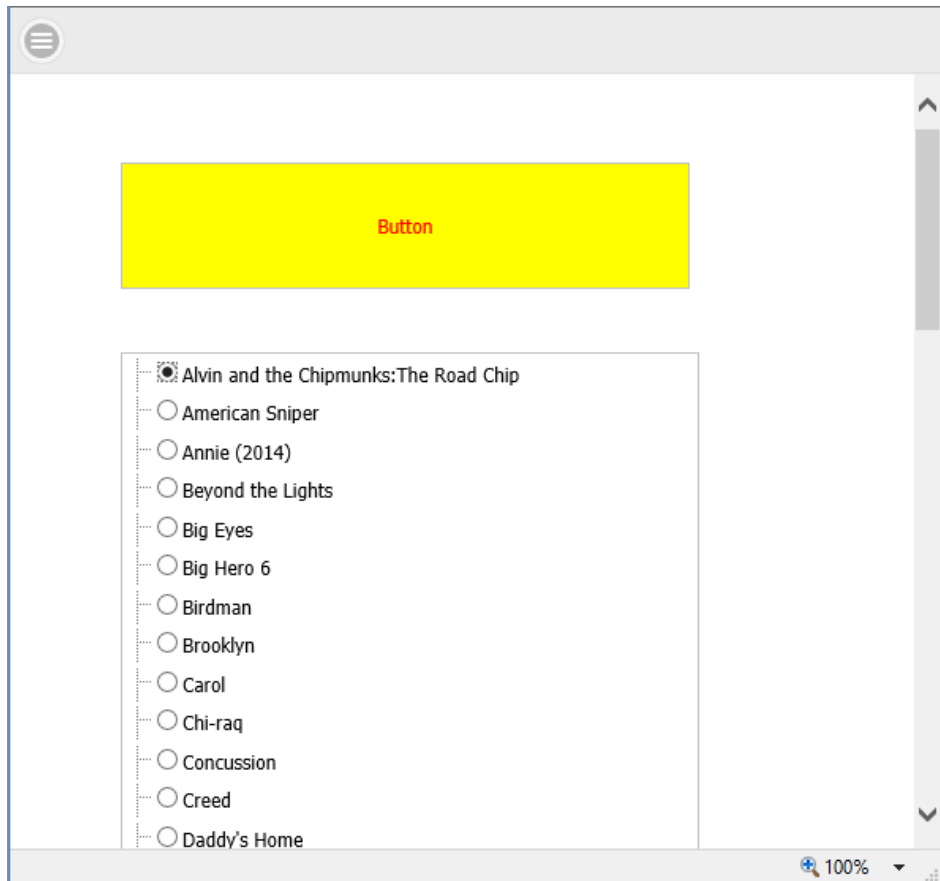 Button
Alvin and the Chipmunks:The Road Chip
American Sniper
Annie (2014)
Beyond the Lights
Big Eyes
Big Hero 6
Birdman
Brooklyn
Carol
Chi-raq
Concussion
Creed
Daddy's Home
100%